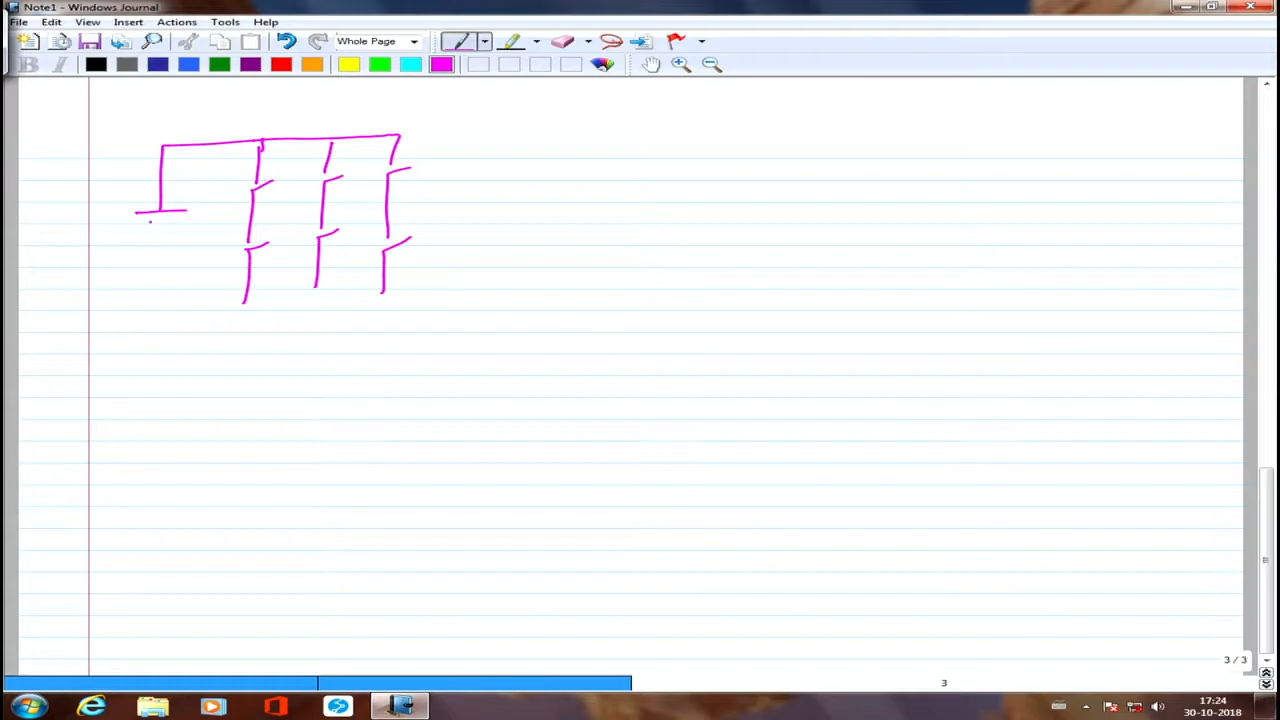 Note1 - Windows Journal
File Edit View Insert Actions Tools Help
Whole Page
B I
3 / 3
3
17:24
30-10-2018